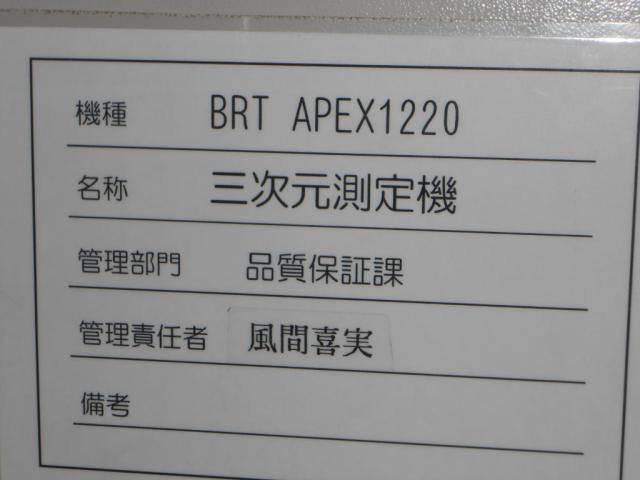 機種 BRT APEX1220
名称 三次元測定機
管理部門 品質保証課
管理責任者 風間喜実
備考